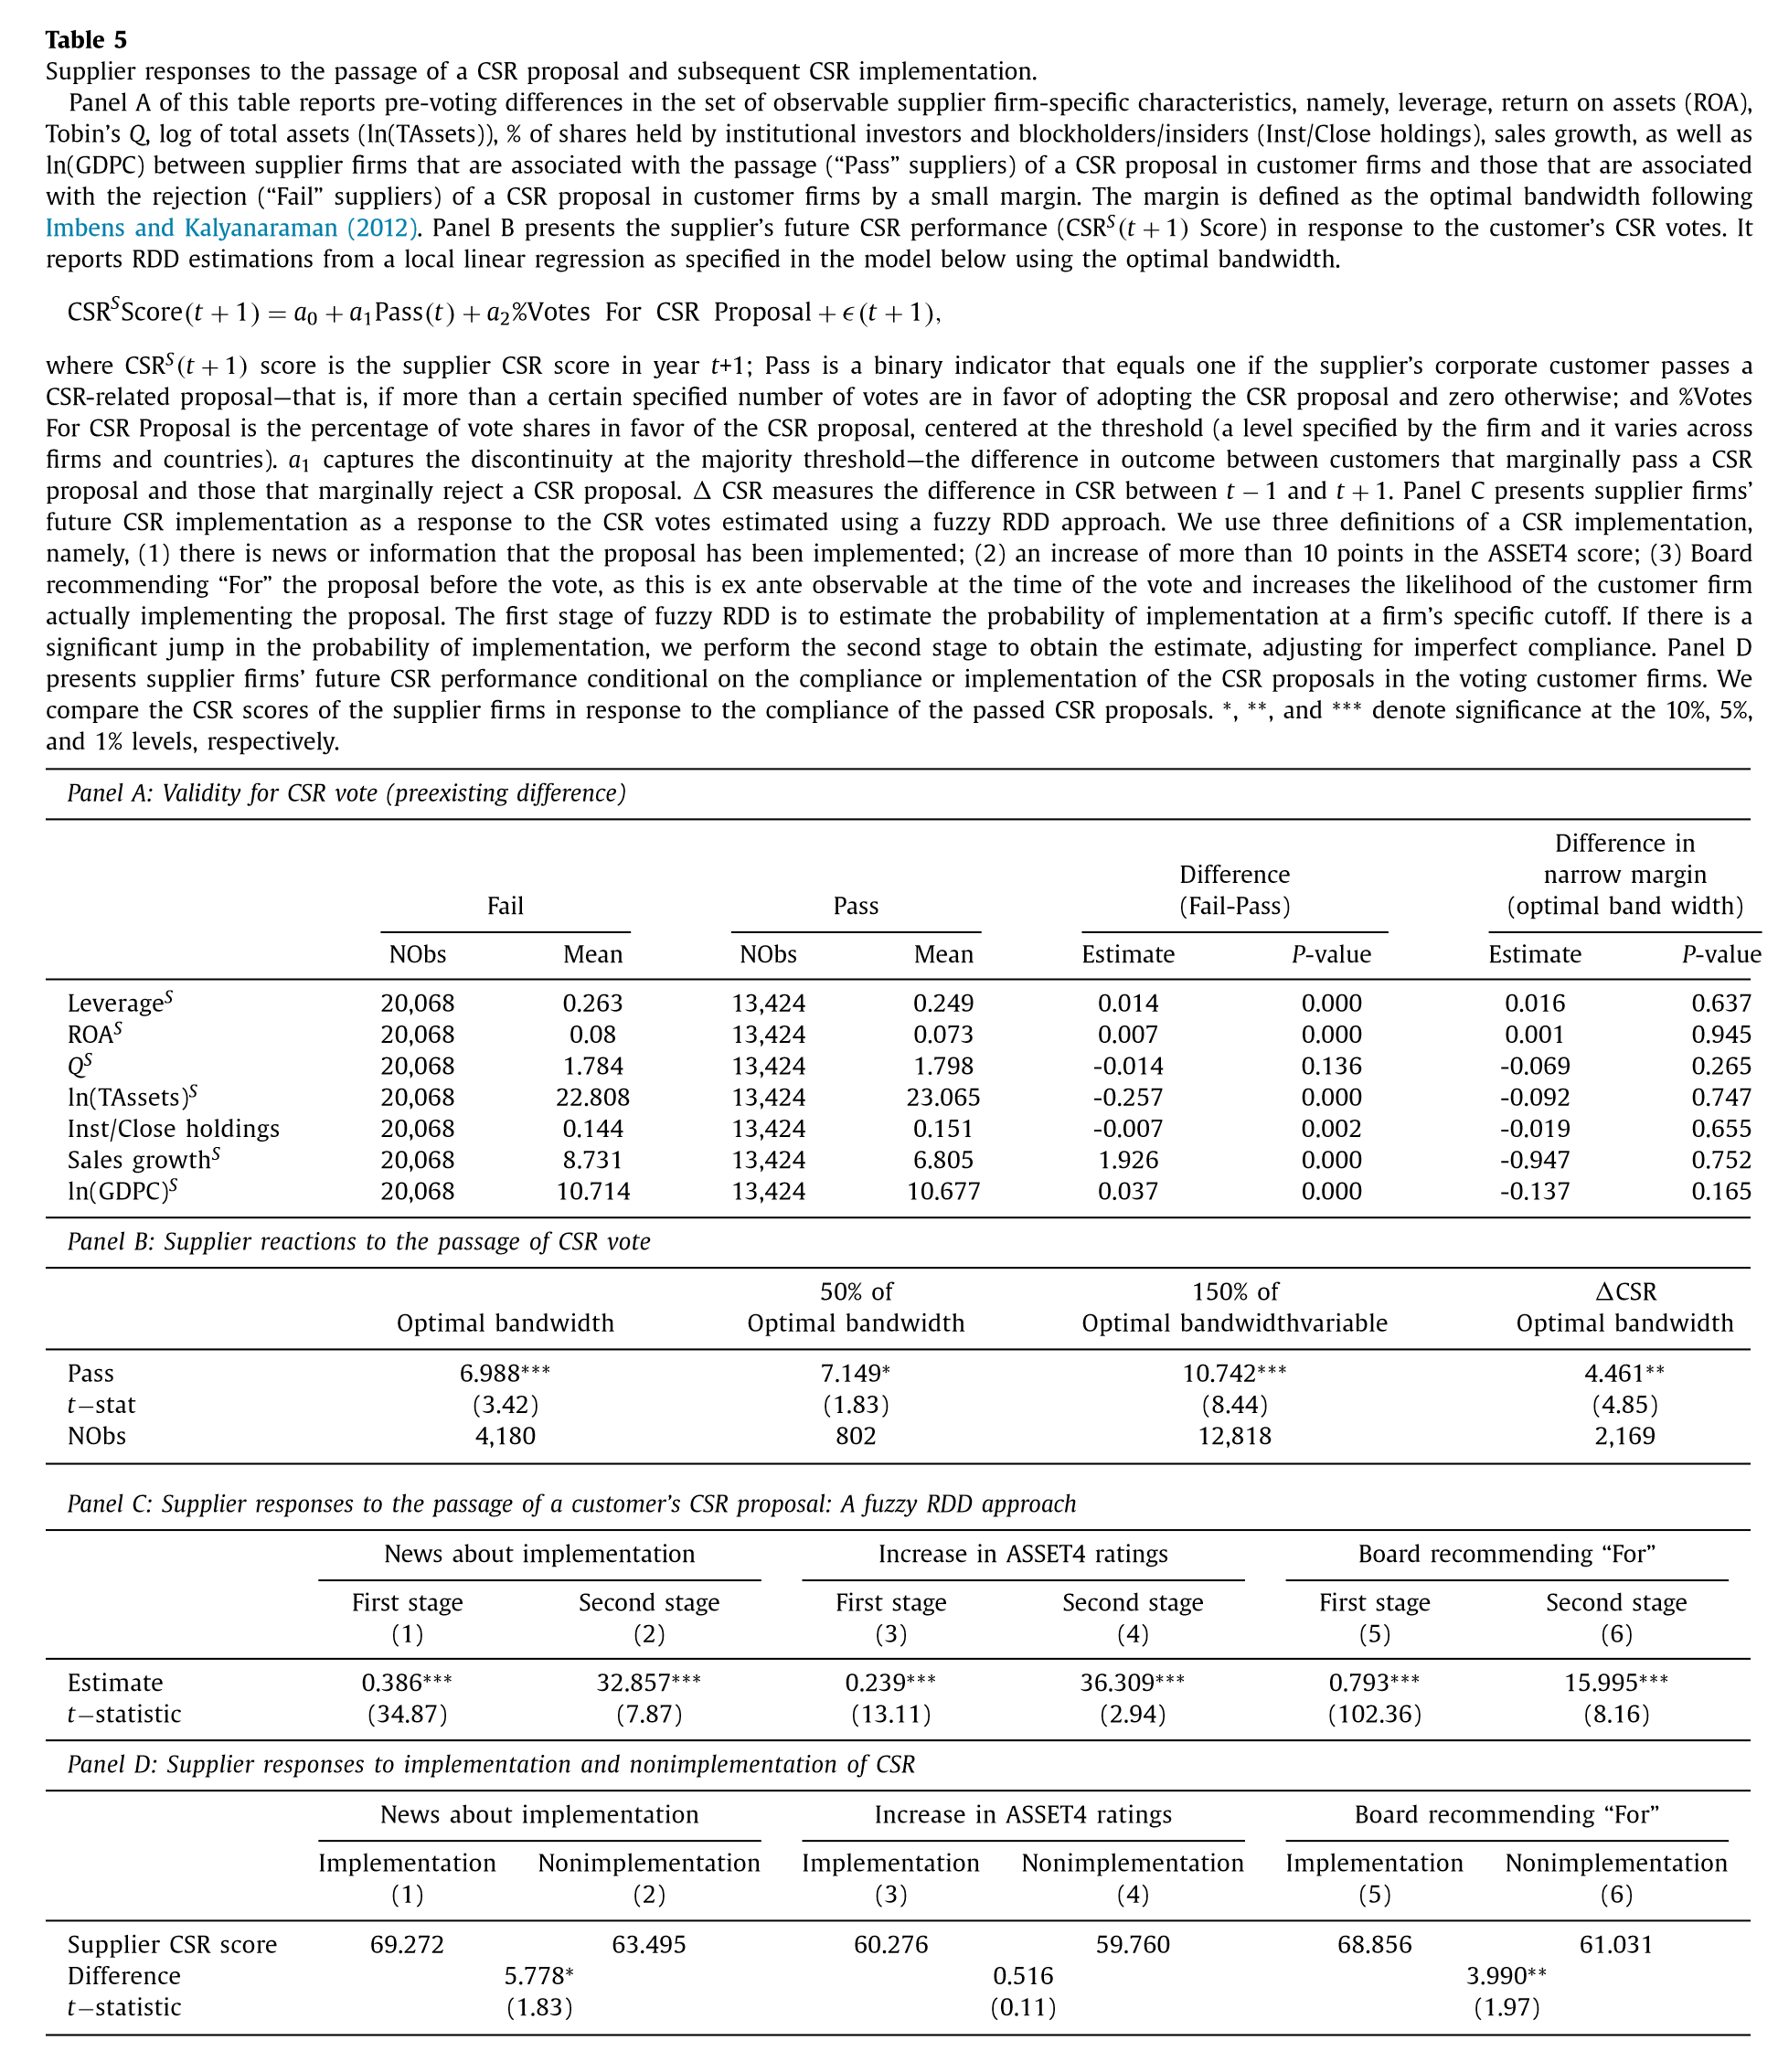 Table 5
Supplier responses to the passage of a CSR proposal and subsequent CSR implementation.
Panel A of this table reports pre-voting differences in the set of observable supplier firm-specific characteristics, namely, leverage, return on assets (ROA),
Tobin's Q, log of total assets (ln(TAssets)), % of shares held by institutional investors and blockholders/insiders (Inst/Close holdings), sales growth, as well as
ln(GDPC) between supplier firms that are associated with the passage (“Pass” suppliers) of a CSR proposal in customer firms and those that are associated
with the rejection (“Fail” suppliers) of a CSR proposal in customer firms by a small margin. The margin is defined as the optimal bandwidth following
Imbens and Kalyanaraman (2012). Panel B presents the supplier's future CSR performance (CSR^S(t + 1) Score) in response to the customer's CSR votes. It
reports RDD estimations from a local linear regression as specified in the model below using the optimal bandwidth.
CSR^S Score(t + 1) = a₀ + a₁Pass(t) + a₂%Votes For CSR Proposal + ϵ(t + 1),
where CSR^S(t + 1) score is the supplier CSR score in year t+1; Pass is a binary indicator that equals one if the supplier's corporate customer passes a
CSR-related proposal—that is, if more than a certain specified number of votes are in favor of adopting the CSR proposal and zero otherwise; and %Votes
For CSR Proposal is the percentage of vote shares in favor of the CSR proposal, centered at the threshold (a level specified by the firm and it varies across
firms and countries). a₁ captures the discontinuity at the majority threshold—the difference in outcome between customers that marginally pass a CSR
proposal and those that marginally reject a CSR proposal. Δ CSR measures the difference in CSR between t − 1 and t + 1. Panel C presents supplier firms'
future CSR implementation as a response to the CSR votes estimated using a fuzzy RDD approach. We use three definitions of a CSR implementation,
namely, (1) there is news or information that the proposal has been implemented; (2) an increase of more than 10 points in the ASSET4 score; (3) Board
recommending “For” the proposal before the vote, as this is ex ante observable at the time of the vote and increases the likelihood of the customer firm
actually implementing the proposal. The first stage of fuzzy RDD is to estimate the probability of implementation at a firm's specific cutoff. If there is a
significant jump in the probability of implementation, we perform the second stage to obtain the estimate, adjusting for imperfect compliance. Panel D
presents supplier firms' future CSR performance conditional on the compliance or implementation of the CSR proposals in the voting customer firms. We
compare the CSR scores of the supplier firms in response to the compliance of the passed CSR proposals. *, **, and *** denote significance at the 10%, 5%,
and 1% levels, respectively.
Panel A: Validity for CSR vote (preexisting difference)
Difference in
Difference narrow margin
Fail Pass (Fail-Pass) (optimal band width)
NObs Mean NObs Mean Estimate P-value Estimate P-value
Leverage^S 20,068 0.263 13,424 0.249 0.014 0.000 0.016 0.637
ROA^S 20,068 0.08 13,424 0.073 0.007 0.000 0.001 0.945
Q^S 20,068 1.784 13,424 1.798 -0.014 0.136 -0.069 0.265
ln(TAssets)^S 20,068 22.808 13,424 23.065 -0.257 0.000 -0.092 0.747
Inst/Close holdings 20,068 0.144 13,424 0.151 -0.007 0.002 -0.019 0.655
Sales growth^S 20,068 8.731 13,424 6.805 1.926 0.000 -0.947 0.752
ln(GDPC)^S 20,068 10.714 13,424 10.677 0.037 0.000 -0.137 0.165
Panel B: Supplier reactions to the passage of CSR vote
50% of 150% of ΔCSR
Optimal bandwidth Optimal bandwidth Optimal bandwidthvariable Optimal bandwidth
Pass 6.988*** 7.149* 10.742*** 4.461**
t−stat (3.42) (1.83) (8.44) (4.85)
NObs 4,180 802 12,818 2,169
Panel C: Supplier responses to the passage of a customer's CSR proposal: A fuzzy RDD approach
News about implementation Increase in ASSET4 ratings Board recommending “For”
First stage Second stage First stage Second stage First stage Second stage
(1) (2) (3) (4) (5) (6)
Estimate 0.386*** 32.857*** 0.239*** 36.309*** 0.793*** 15.995***
t−statistic (34.87) (7.87) (13.11) (2.94) (102.36) (8.16)
Panel D: Supplier responses to implementation and nonimplementation of CSR
News about implementation Increase in ASSET4 ratings Board recommending “For”
Implementation Nonimplementation Implementation Nonimplementation Implementation Nonimplementation
(1) (2) (3) (4) (5) (6)
Supplier CSR score 69.272 63.495 60.276 59.760 68.856 61.031
Difference 5.778* 0.516 3.990**
t−statistic (1.83) (0.11) (1.97)